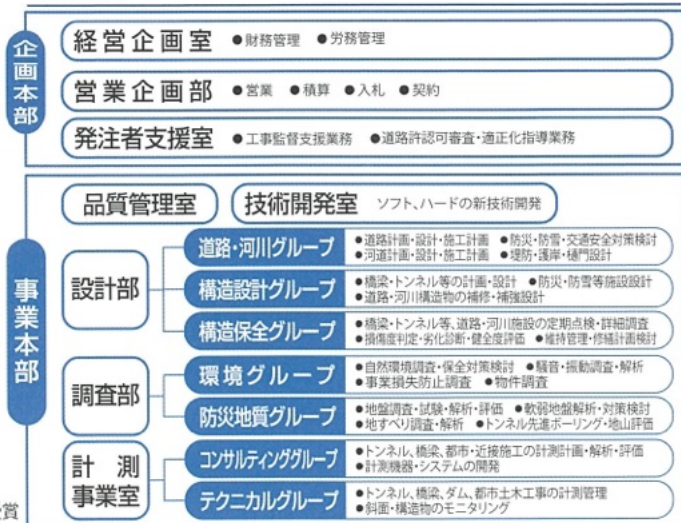 企画本部
経営企画室 ●財務管理 ●労務管理
営業企画部 ●営業 ●積算 ●入札 ●契約
発注者支援室 ●工事監督支援業務 ●道路許認可審査・適正化指導業務
事業本部
品質管理室 技術開発室 ソフト、ハードの新技術開発
設計部
道路・河川グループ
●道路計画・設計・施工計画 ●防災・防雪・交通安全対策検討
●河道計画・設計・施工計画 ●堤防・護岸・樋門設計
構造設計グループ
●橋梁・トンネル等の計画・設計 ●防災・防雪等施設設計
●道路・河川構造物の補修・補強設計
構造保全グループ
●橋梁・トンネル等、道路・河川施設の定期点検・詳細調査
●損傷度判定・劣化診断・健全度評価 ●維持管理・修繕計画検討
調査部
環境グループ
●自然環境調査・保全対策検討 ●騒音・振動調査・解析
●事業損失防止調査 ●物件調査
防災地質グループ
●地盤調査・試験・解析・評価 ●軟弱地盤解析・対策検討
●地すべり調査・解析 ●トンネル先進ボーリング・地山評価
計測
事業室
コンサルティンググループ
●トンネル、橋梁、都市・近接施工の計測計画・解析・評価
●計測機器・システムの開発
テクニカルグループ
●トンネル、橋梁、ダム、都市土木工事の計測管理
●斜面・構造物のモニタリング
賞